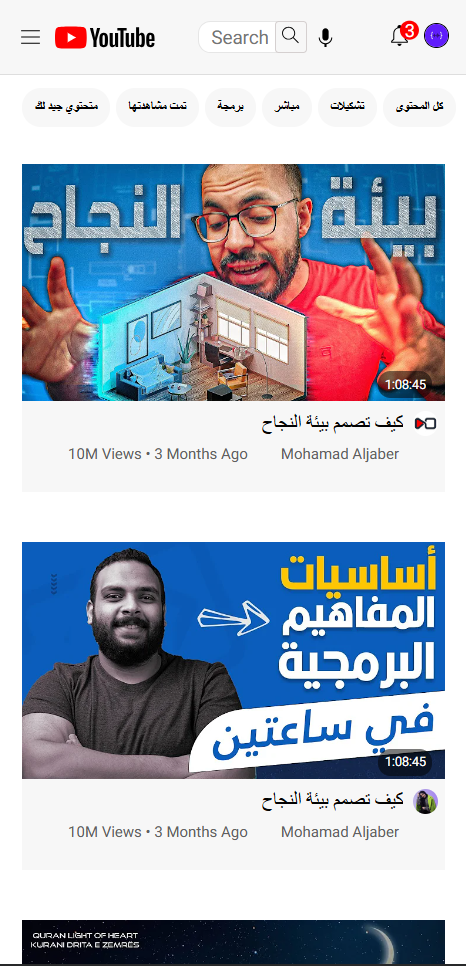 YouTube
Search
3
كل المحتوى
تشكيلات
مباشر
برمجة
تمت مشاهدتها
متحتوي جيد لك
بيئة النجاح
1:08:45
كيف تصمم بيئة النجاح
Mohamad Aljaber
10M Views • 3 Months Ago
أساسيات
المفاهيم
البرمجية
في ساعتين
1:08:45
كيف تصمم بيئة النجاح
Mohamad Aljaber
10M Views • 3 Months Ago
QURAN LIGHT OF HEART
KURANI DRITA E ZEMRËS